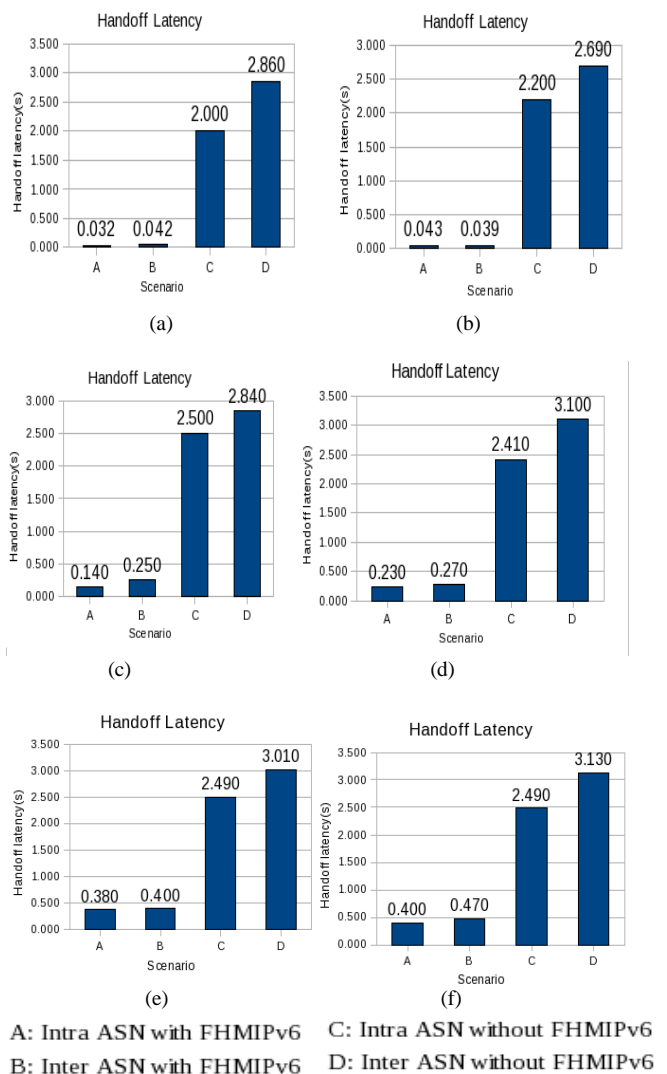 Handoff Latency
3.500
3.000
2.500
2.000
1.500
1.000
0.500
0.000
Handoff latency(s)
0.032
0.042
2.000
2.860
A
B
C
D
Scenario
(a)
Handoff Latency
3.000
2.500
2.000
1.500
1.000
0.500
0.000
Handoff latency(s)
0.043
0.039
2.200
2.690
A
B
C
D
Scenario
(b)
Handoff Latency
3.000
2.500
2.000
1.500
1.000
0.500
0.000
Handoff latency(s)
0.140
0.250
2.500
2.840
A
B
C
D
Scenario
(c)
Handoff Latency
3.500
3.000
2.500
2.000
1.500
1.000
0.500
0.000
Handoff latency(s)
0.230
0.270
2.410
3.100
A
B
C
D
Scenario
(d)
Handoff Latency
3.500
3.000
2.500
2.000
1.500
1.000
0.500
0.000
Handoff latency(s)
0.380
0.400
2.490
3.010
A
B
C
D
Scenario
(e)
Handoff Latency
3.500
3.000
2.500
2.000
1.500
1.000
0.500
0.000
Handoff latency(s)
0.400
0.470
2.490
3.130
A
B
C
D
Scenario
(f)
A: Intra ASN with FHMIPv6
B: Inter ASN with FHMIPv6
C: Intra ASN without FHMIPv6
D: Inter ASN without FHMIPv6